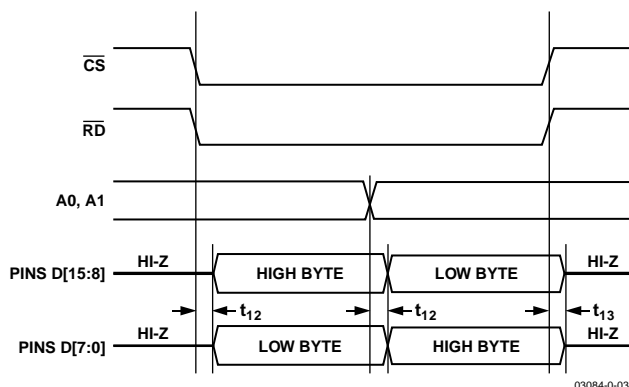 CS
RD
A0, A1
PINS D[15:8] HI-Z HIGH BYTE LOW BYTE HI-Z
t12 t12 t13
PINS D[7:0] HI-Z LOW BYTE HIGH BYTE HI-Z
03084-0-03